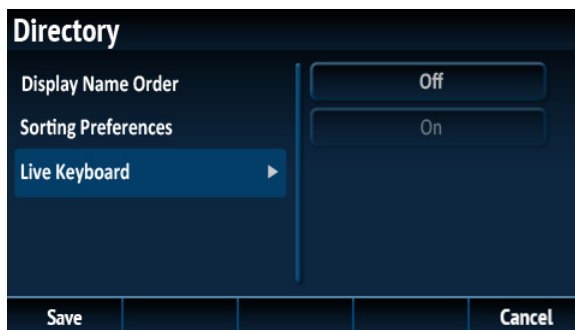 Directory
Display Name Order
Off
Sorting Preferences
On
Live Keyboard
Save
Cancel